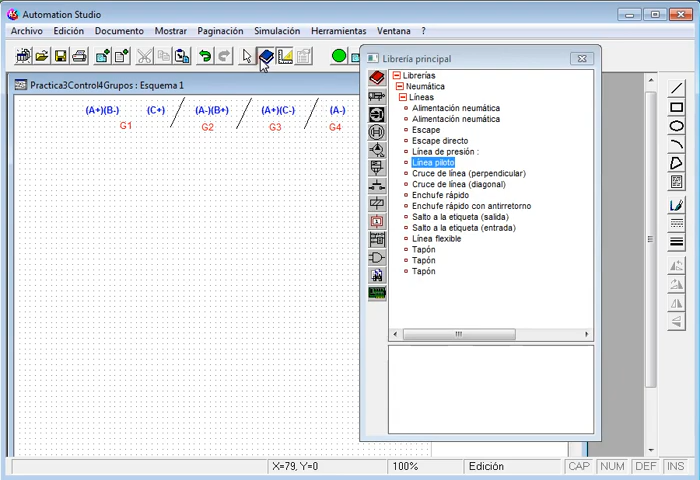 Automation Studio
Archivo Edición Documento Mostrar Paginación Simulación Herramientas Ventana ?
Librería principal
Practica3Control4Grupos : Esquema 1
(A+)(B-) (C+) (A-)(B+) (A+)(C-) (A-)
G1 G2 G3 G4
Librerías
Neumática
Líneas
Alimentación neumática
Alimentación neumática
Escape
Escape directo
Línea de presión :
Línea piloto
Cruce de línea (perpendicular)
Cruce de línea (diagonal)
Enchufe rápido
Enchufe rápido con antirretorno
Salto a la etiqueta (salida)
Salto a la etiqueta (entrada)
Línea flexible
Tapón
Tapón
Tapón
X=79, Y=0 100% Edición CAP NUM DEF INS